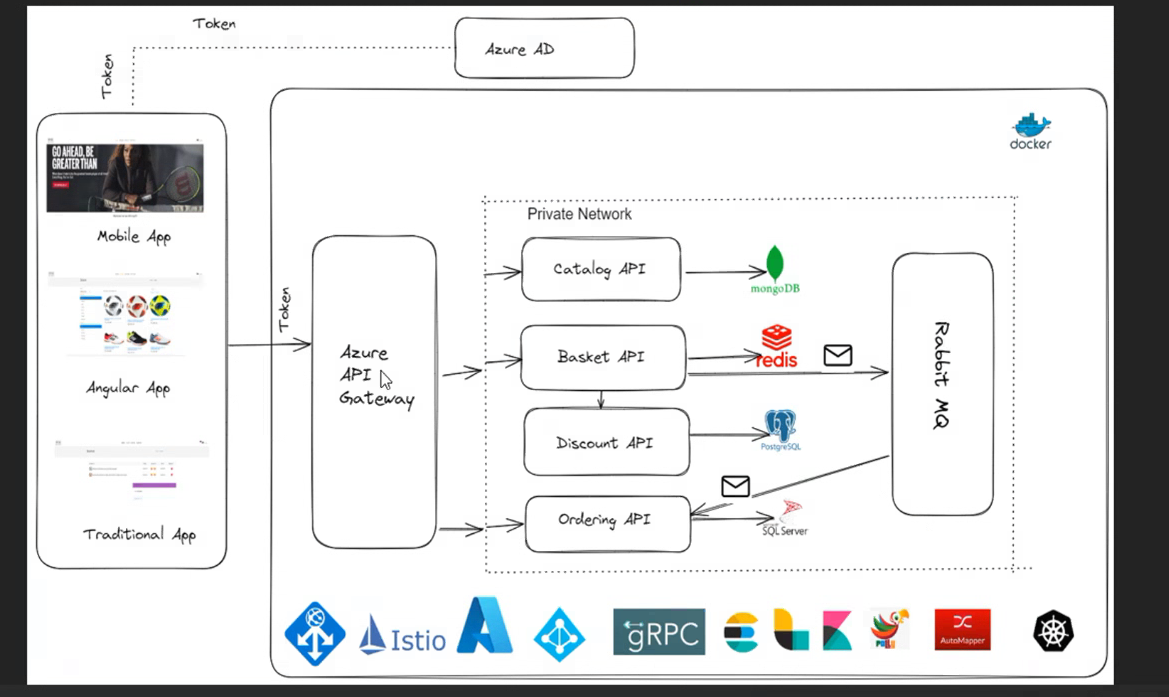 Token
Azure AD
Token
docker
GO AHEAD, BE
GREATER THAN
Mobile App
Angular App
Traditional App
Token
Azure
API
Gateway
Private Network
Catalog API
mongoDB
Basket API
redis
Discount API
PostgreSQL
Ordering API
SQL Server
Rabbit MQ
Istio
gRPC
Polly
AutoMapper